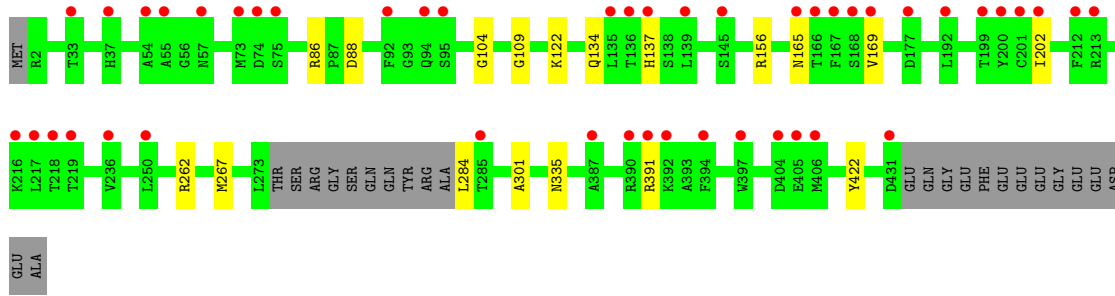 MET R2 T33 H37 A54 A55 G56 N57 M73 D74 S75 R86 P87 D88 F92 G93 Q94 S95 G104 G109 K122 Q134 L135 T136 H137 S138 L139 S145 R156 N165 T166 F167 S168 V169 D177 L192 T199 Y200 C201 I202 F212 R213
K216 L217 T218 T219 V236 L250 R262 M267 L273 THR SER ARG GLY SER GLN GLN TYR ARG ALA L284 T285 A301 N335 A387 R390 R391 K392 A393 F394 W397 D404 E405 M406 Y422 D431 GLU GLN GLY GLU PHE GLU GLU GLU GLY GLU GLU ASP
GLU ALA